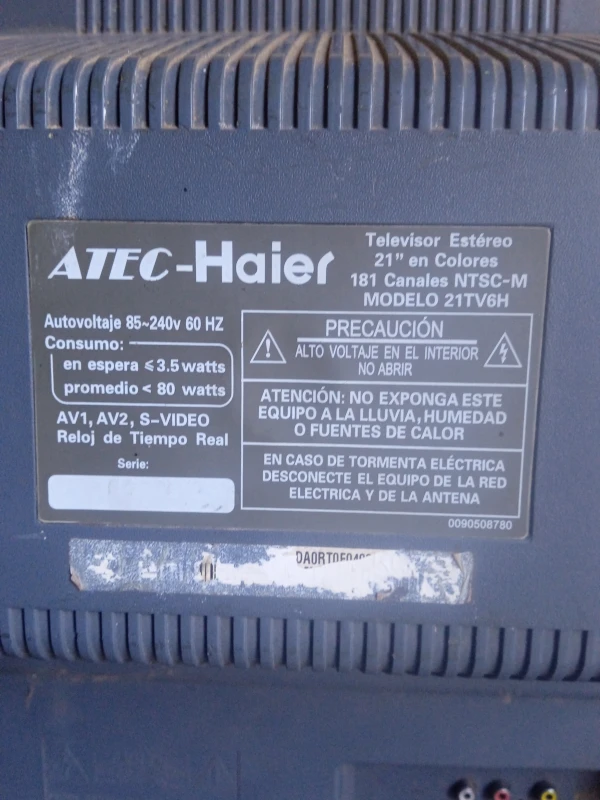 ATEC-Haier
Televisor Estéreo
21" en Colores
181 Canales NTSC-M
MODELO 21TV6H
Autovoltaje 85~240v 60 HZ
Consumo:
en espera ⩽3.5watts
promedio < 80 watts
AV1, AV2, S-VIDEO
Reloj de Tiempo Real
Serie:
PRECAUCIÓN
ALTO VOLTAJE EN EL INTERIOR
NO ABRIR
ATENCIÓN: NO EXPONGA ESTE
EQUIPO A LA LLUVIA, HUMEDAD
O FUENTES DE CALOR
EN CASO DE TORMENTA ELÉCTRICA
DESCONECTE EL EQUIPO DE LA RED
ELECTRICA Y DE LA ANTENA
0090508780